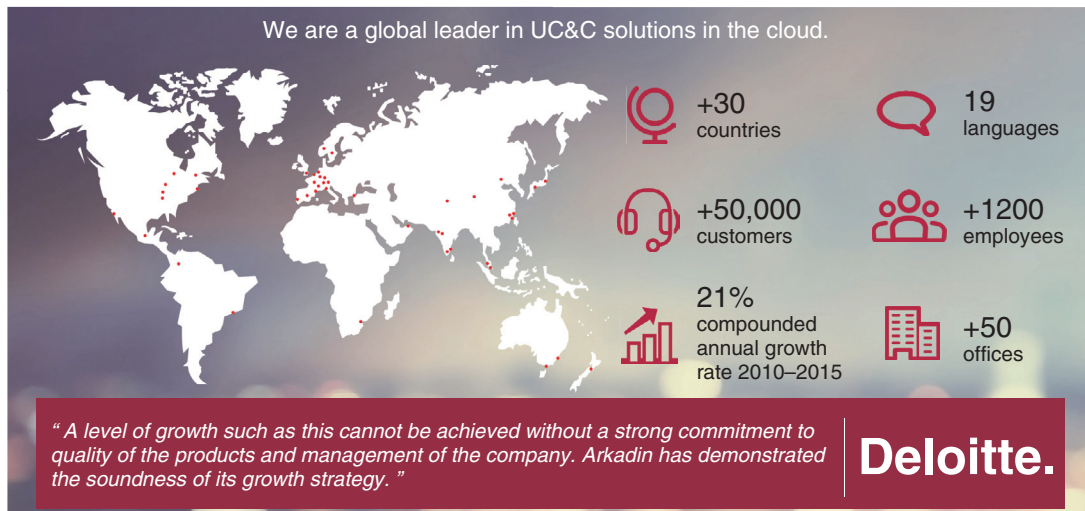 We are a global leader in UC&C solutions in the cloud.
+30
countries
19
languages
+50,000
customers
+1200
employees
21%
compounded
annual growth
rate 2010–2015
+50
offices
“ A level of growth such as this cannot be achieved without a strong commitment to
quality of the products and management of the company. Arkadin has demonstrated
the soundness of its growth strategy. ”
Deloitte.